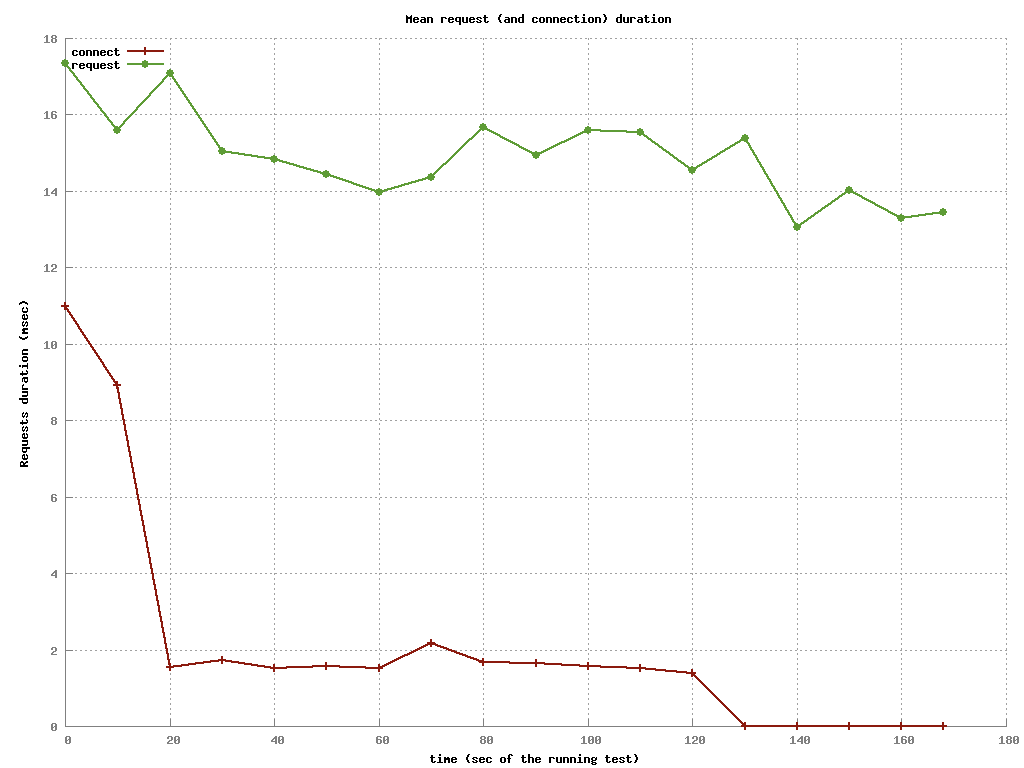 Mean request (and connection) duration
connect
request
18
16
14
12
10
8
6
4
2
0
Requests duration (msec)
0 20 40 60 80 100 120 140 160 180
time (sec of the running test)